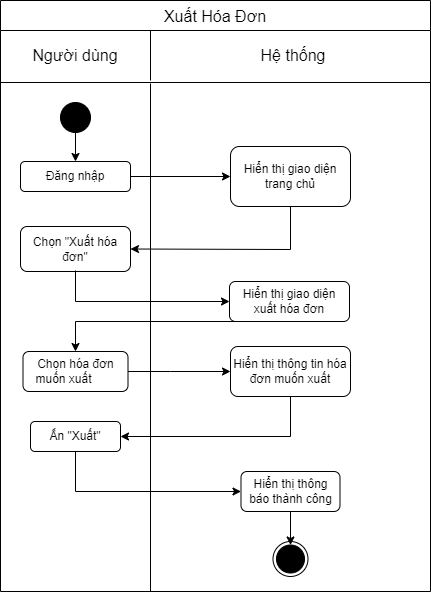 Xuất Hóa Đơn
Người dùng
Hệ thống
Đăng nhập
Hiển thị giao diện
trang chủ
Chọn "Xuất hóa
đơn"
Hiển thị giao diện
xuất hóa đơn
Chọn hóa đơn
muốn xuất
Hiển thị thông tin hóa
đơn muốn xuất
Ấn "Xuất"
Hiển thị thông
báo thành công